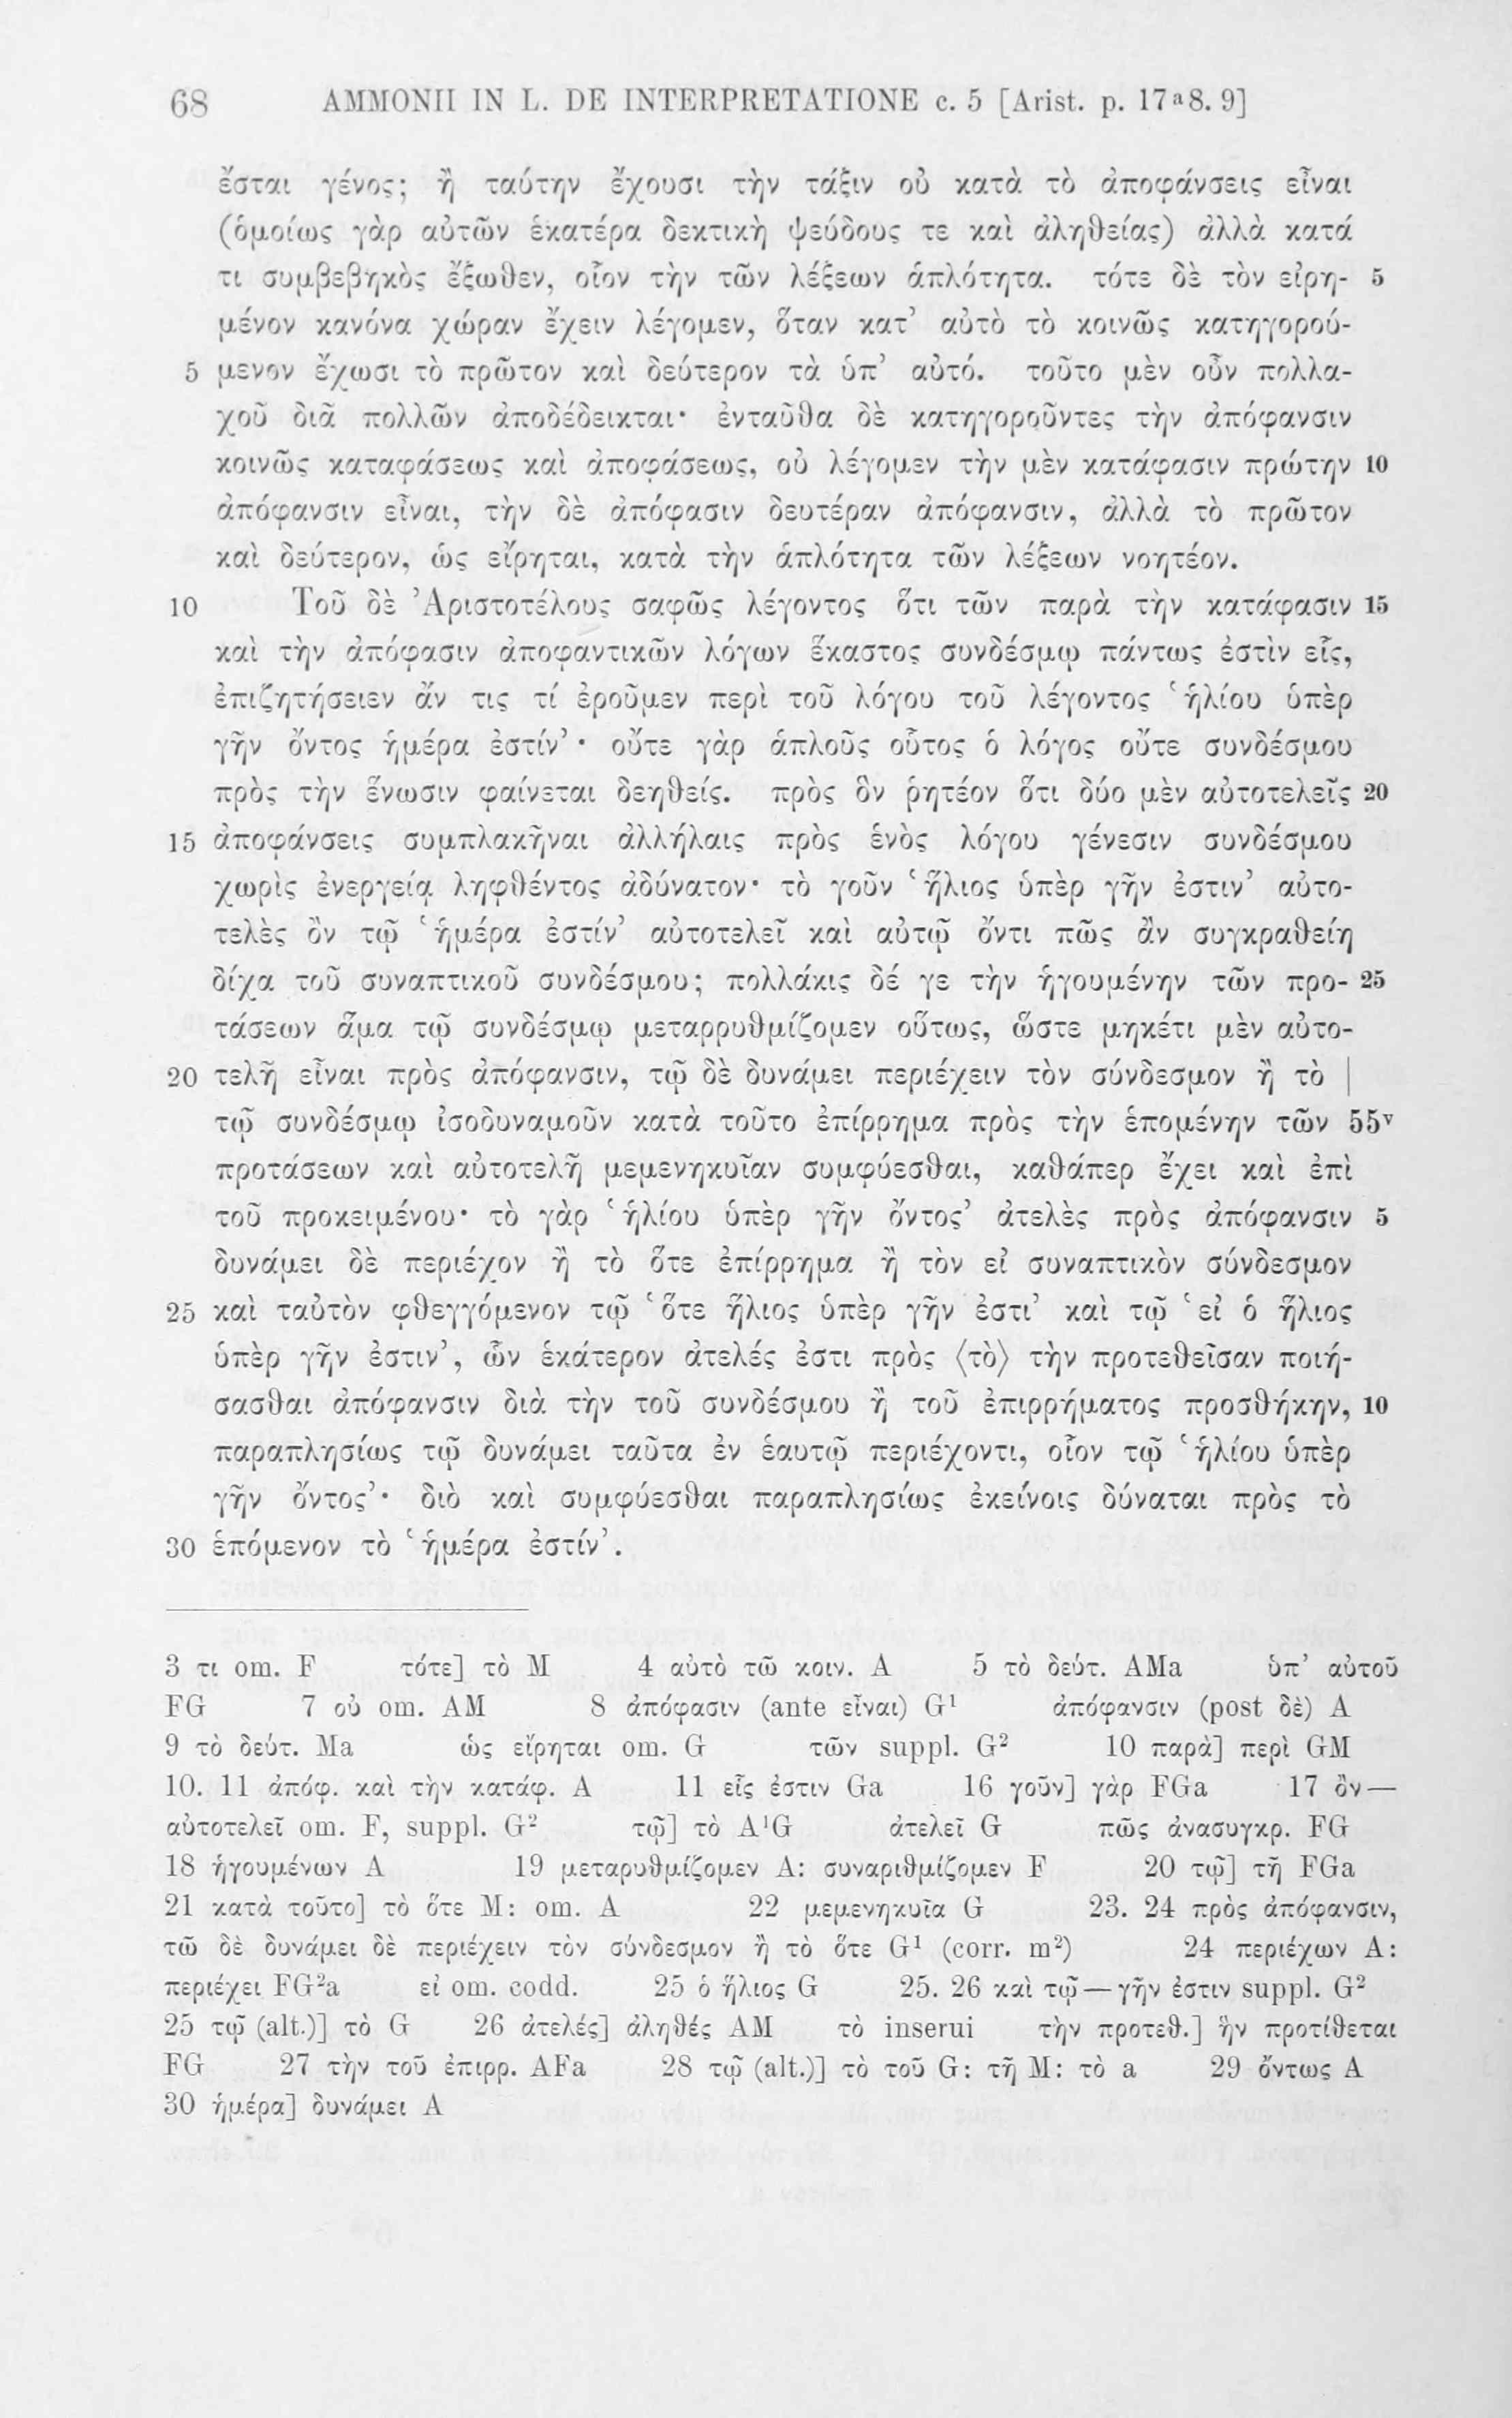 68 AMMONII IN L. DE INTERPRETATIONE c. 5 [Arist. p. 17ᵃ8. 9]
ἔσται γένος; ἢ ταύτην ἔχουσι τὴν τάξιν οὐ κατὰ τὸ ἀποφάνσεις εἶναι
(ὁμοίως γὰρ αὐτῶν ἑκατέρα δεκτικὴ ψεύδους τε καὶ ἀληθείας) ἀλλὰ κατά
τι συμβεβηκὸς ἔξωθεν, οἷον τὴν τῶν λέξεων ἁπλότητα. τότε δὲ τὸν εἰρη- 5
μένον κανόνα χώραν ἔχειν λέγομεν, ὅταν κατ’ αὐτὸ τὸ κοινῶς κατηγορού-
5 μενον ἔχωσι τὸ πρῶτον καὶ δεύτερον τὰ ὑπ’ αὐτό. τοῦτο μὲν οὖν πολλα-
χοῦ διὰ πολλῶν ἀποδέδεικται· ἐνταῦθα δὲ κατηγοροῦντες τὴν ἀπόφανσιν
κοινῶς καταφάσεως καὶ ἀποφάσεως, οὐ λέγομεν τὴν μὲν κατάφασιν πρώτην 10
ἀπόφανσιν εἶναι, τὴν δὲ ἀπόφασιν δευτέραν ἀπόφανσιν, ἀλλὰ τὸ πρῶτον
καὶ δεύτερον, ὡς εἴρηται, κατὰ τὴν ἁπλότητα τῶν λέξεων νοητέον.
10 Τοῦ δὲ Ἀριστοτέλους σαφῶς λέγοντος ὅτι τῶν παρὰ τὴν κατάφασιν 15
καὶ τὴν ἀπόφασιν ἀποφαντικῶν λόγων ἕκαστος συνδέσμῳ πάντως ἐστὶν εἷς,
ἐπιζητήσειεν ἄν τις τί ἐροῦμεν περὶ τοῦ λόγου τοῦ λέγοντος ‘ἡλίου ὑπὲρ
γῆν ὄντος ἡμέρα ἐστίν’· οὔτε γὰρ ἁπλοῦς οὗτος ὁ λόγος οὔτε συνδέσμου
πρὸς τὴν ἕνωσιν φαίνεται δεηθείς. πρὸς ὃν ῥητέον ὅτι δύο μὲν αὐτοτελεῖς 20
15 ἀποφάνσεις συμπλακῆναι ἀλλήλαις πρὸς ἑνὸς λόγου γένεσιν συνδέσμου
χωρὶς ἐνεργείᾳ ληφθέντος ἀδύνατον· τὸ γοῦν ‘ἥλιος ὑπὲρ γῆν ἐστιν’ αὐτο-
τελὲς ὂν τῷ ‘ἡμέρα ἐστίν’ αὐτοτελεῖ καὶ αὐτῷ ὄντι πῶς ἂν συγκραθείη
δίχα τοῦ συναπτικοῦ συνδέσμου; πολλάκις δέ γε τὴν ἡγουμένην τῶν προ- 25
τάσεων ἅμα τῷ συνδέσμῳ μεταρρυθμίζομεν οὕτως, ὥστε μηκέτι μὲν αὐτο-
20 τελῆ εἶναι πρὸς ἀπόφανσιν, τῷ δὲ δυνάμει περιέχειν τὸν σύνδεσμον ἢ τὸ |
τῷ συνδέσμῳ ἰσοδυναμοῦν κατὰ τοῦτο ἐπίρρημα πρὸς τὴν ἑπομένην τῶν 55ᵛ
προτάσεων καὶ αὐτοτελῆ μεμενηκυῖαν συμφύεσθαι, καθάπερ ἔχει καὶ ἐπὶ
τοῦ προκειμένου· τὸ γὰρ ‘ἡλίου ὑπὲρ γῆν ὄντος’ ἀτελὲς πρὸς ἀπόφανσιν 5
δυνάμει δὲ περιέχον ἢ τὸ ὅτε ἐπίρρημα ἢ τὸν εἰ συναπτικὸν σύνδεσμον
25 καὶ ταὐτὸν φθεγγόμενον τῷ ‘ὅτε ἥλιος ὑπὲρ γῆν ἐστι’ καὶ τῷ ‘εἰ ὁ ἥλιος
ὑπὲρ γῆν ἐστιν’, ὧν ἑκάτερον ἀτελές ἐστι πρὸς ⟨τὸ⟩ τὴν προτεθεῖσαν ποιή-
σασθαι ἀπόφανσιν διὰ τὴν τοῦ συνδέσμου ἢ τοῦ ἐπιρρήματος προσθήκην, 10
παραπλησίως τῷ δυνάμει ταῦτα ἐν ἑαυτῷ περιέχοντι, οἷον τῷ ‘ἡλίου ὑπὲρ
γῆν ὄντος’· διὸ καὶ συμφύεσθαι παραπλησίως ἐκείνοις δύναται πρὸς τὸ
30 ἑπόμενον τὸ ‘ἡμέρα ἐστίν’.
3 τι om. F τότε] τὸ M 4 αὐτὸ τῶ κοιν. A 5 τὸ δεύτ. AMa ὑπ’ αὐτοῦ
FG 7 οὐ om. AM 8 ἀπόφασιν (ante εἶναι) G¹ ἀπόφανσιν (post δὲ) A
9 τὸ δεύτ. Ma ὡς εἴρηται om. G τῶν suppl. G² 10 παρὰ] περὶ GM
10. 11 ἀπόφ. καὶ τὴν κατάφ. A 11 εἷς ἐστιν Ga 16 γοῦν] γὰρ FGa 17 ὂν —
αὐτοτελεῖ om. F, suppl. G² τῷ] τὸ A¹G ἀτελεῖ G πῶς ἀνασυγκρ. FG
18 ἡγουμένων A 19 μεταρυθμίζομεν A: συναριθμίζομεν F 20 τῷ] τῆ FGa
21 κατὰ τοῦτο] τὸ ὅτε M: om. A 22 μεμενηκυῖα G 23. 24 πρὸς ἀπόφανσιν,
τῶ δὲ δυνάμει δὲ περιέχειν τὸν σύνδεσμον ἢ τὸ ὅτε G¹ (corr. m²) 24 περιέχων A:
περιέχει FG²a εἰ om. codd. 25 ὁ ἥλιος G 25. 26 καὶ τῷ — γῆν ἐστιν suppl. G²
25 τῷ (alt.)] τὸ G 26 ἀτελές] ἀληθές AM τὸ inserui τὴν προτεθ.] ἣν προτίθεται
FG 27 τὴν τοῦ ἐπιρρ. AFa 28 τῷ (alt.)] τὸ τοῦ G: τῆ M: τὸ a 29 ὄντως A
30 ἡμέρα] δυνάμει A